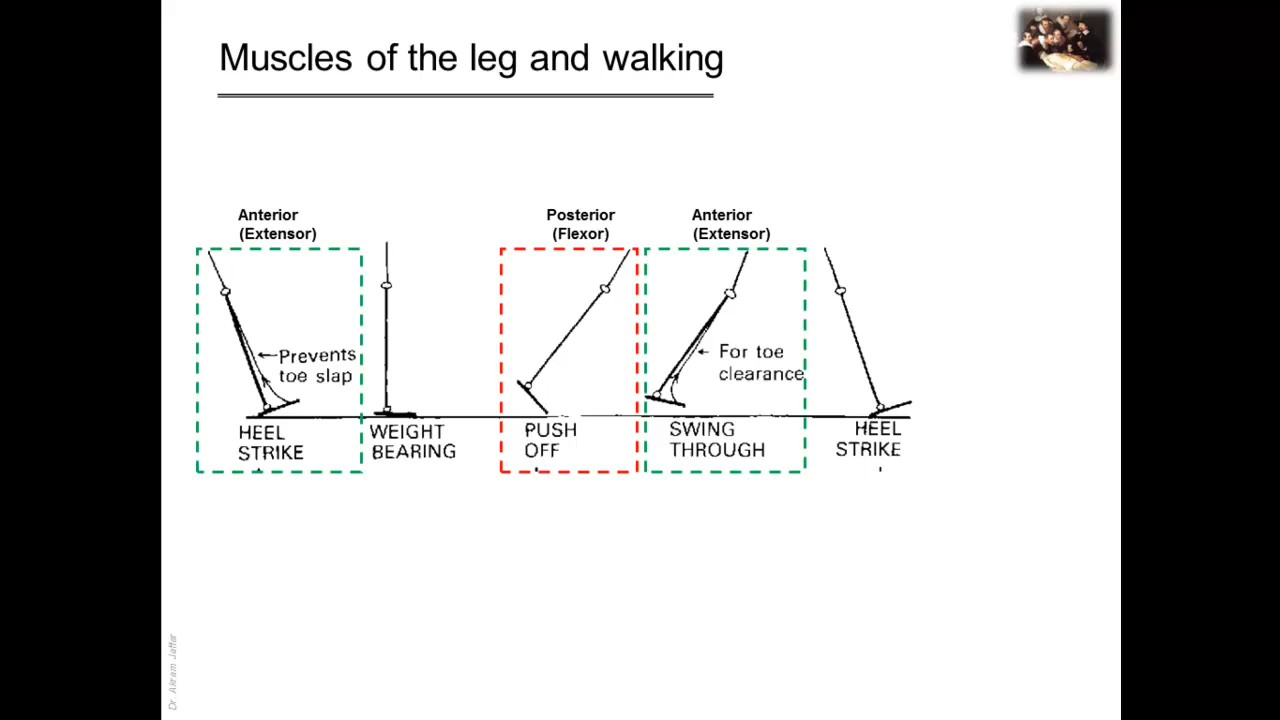 Muscles of the leg and walking
Anterior
(Extensor)
Posterior
(Flexor)
Anterior
(Extensor)
Prevents
toe slap
For toe
clearance
HEEL
STRIKE
WEIGHT
BEARING
PUSH
OFF
SWING
THROUGH
HEEL
STRIKE
Dr Akram Jaffar